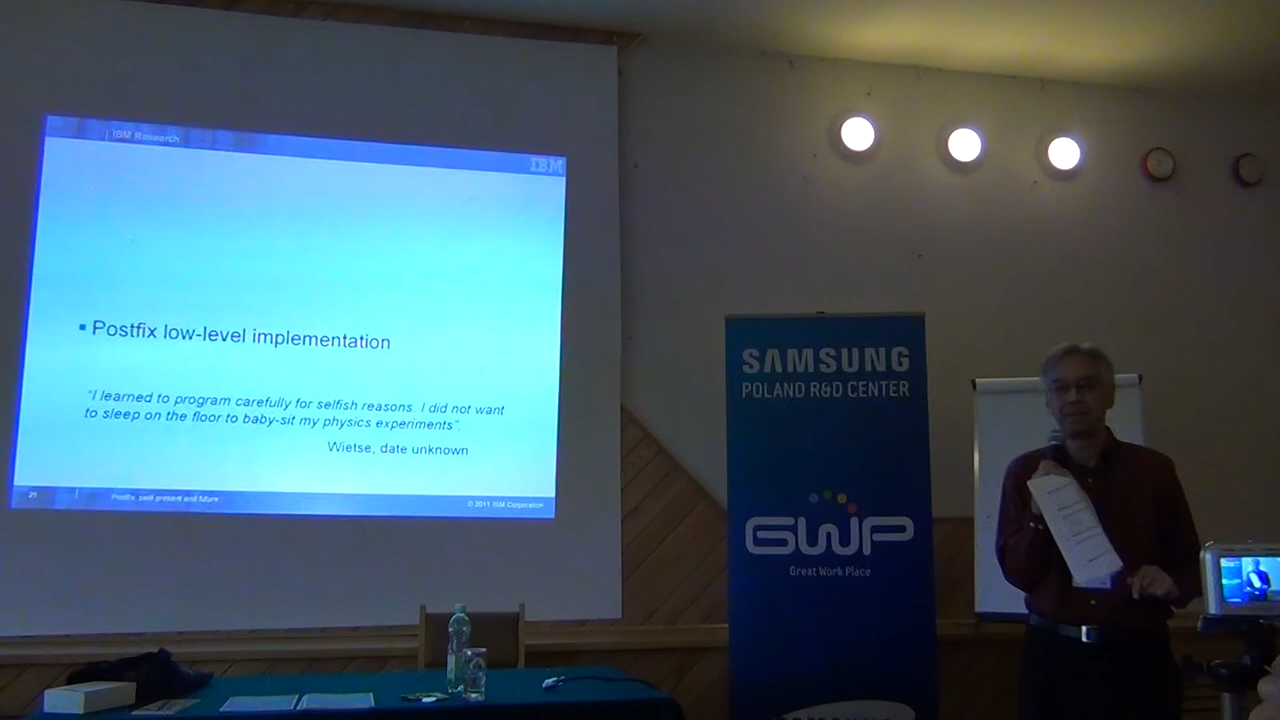 IBM Research
IBM
Postfix low-level implementation
"I learned to program carefully for selfish reasons. I did not want
to sleep on the floor to baby-sit my physics experiments".
Wietse, date unknown
21
Postfix, past present and future
© 2011 IBM Corporation
SAMSUNG
POLAND R&D CENTER
GWP
Great Work Place
SAMSUNG